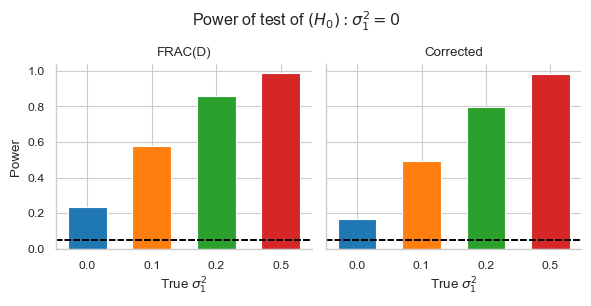 Power of test of (H₀) : σ₁² = 0
FRAC(D)
Corrected
Power
1.0
0.8
0.6
0.4
0.2
0.0
0.0 0.1 0.2 0.5
0.0 0.1 0.2 0.5
True σ₁²
True σ₁²